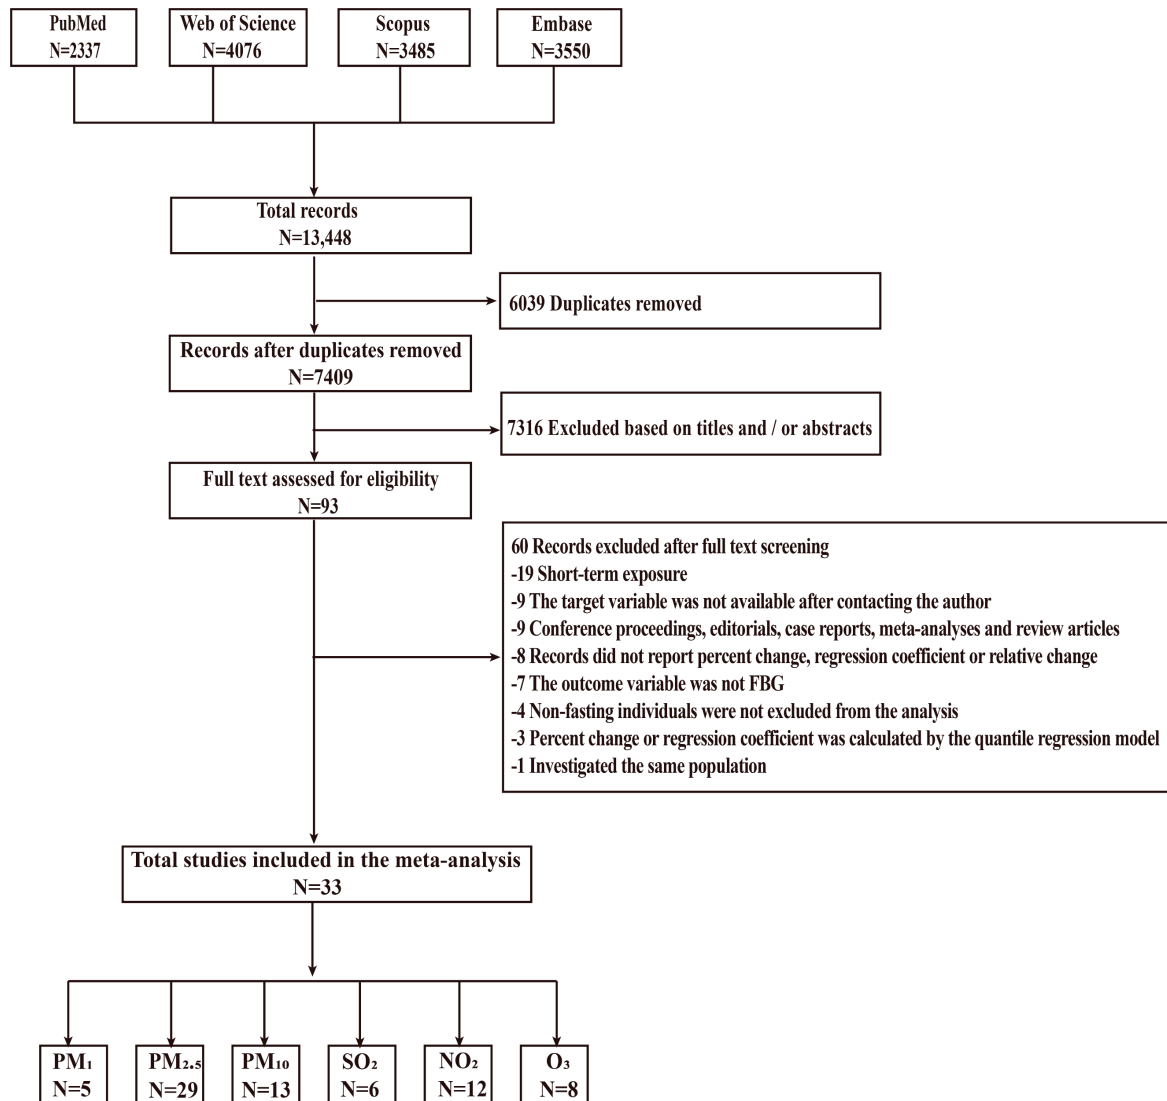 PubMed
N=2337
Web of Science
N=4076
Scopus
N=3485
Embase
N=3550
Total records
N=13,448
6039 Duplicates removed
Records after duplicates removed
N=7409
7316 Excluded based on titles and / or abstracts
Full text assessed for eligibility
N=93
60 Records excluded after full text screening
-19 Short-term exposure
-9 The target variable was not available after contacting the author
-9 Conference proceedings, editorials, case reports, meta-analyses and review articles
-8 Records did not report percent change, regression coefficient or relative change
-7 The outcome variable was not FBG
-4 Non-fasting individuals were not excluded from the analysis
-3 Percent change or regression coefficient was calculated by the quantile regression model
-1 Investigated the same population
Total studies included in the meta-analysis
N=33
PM₁
N=5
PM₂.₅
N=29
PM₁₀
N=13
SO₂
N=6
NO₂
N=12
O₃
N=8